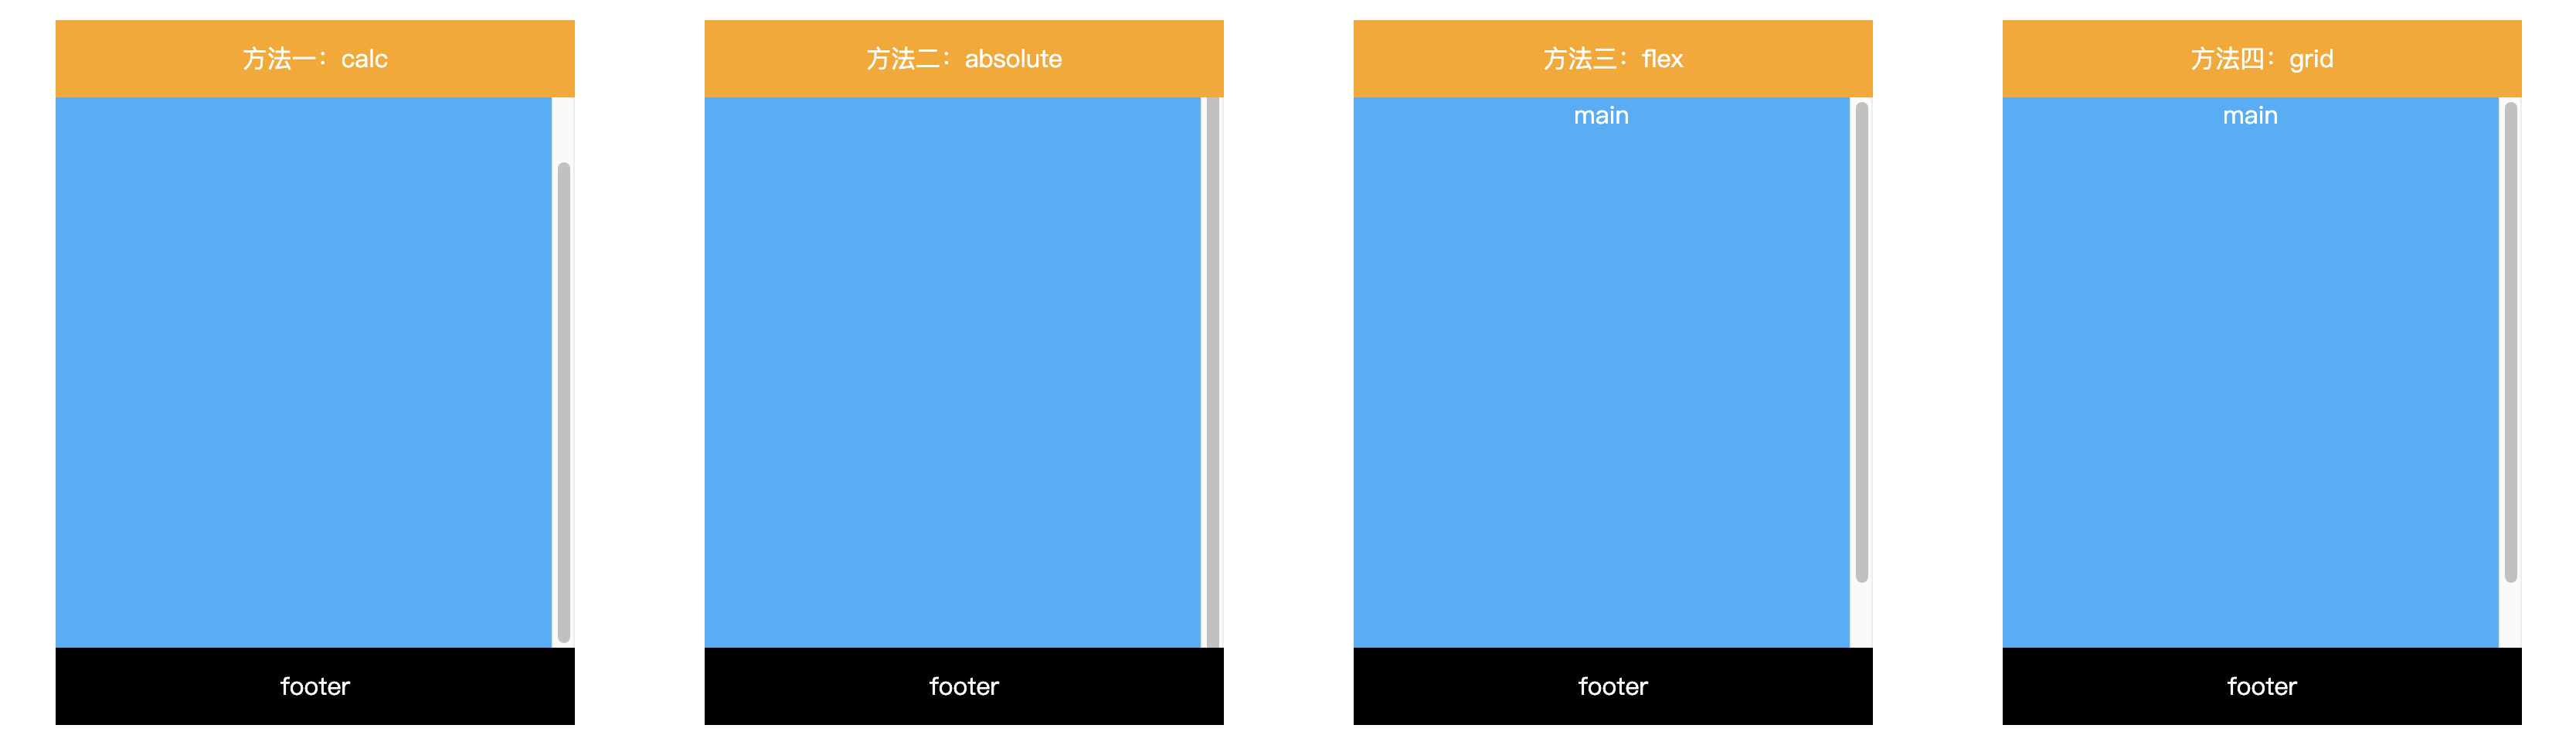 方法一：calc
footer
方法二：absolute
footer
方法三：flex
main
footer
方法四：grid
main
footer